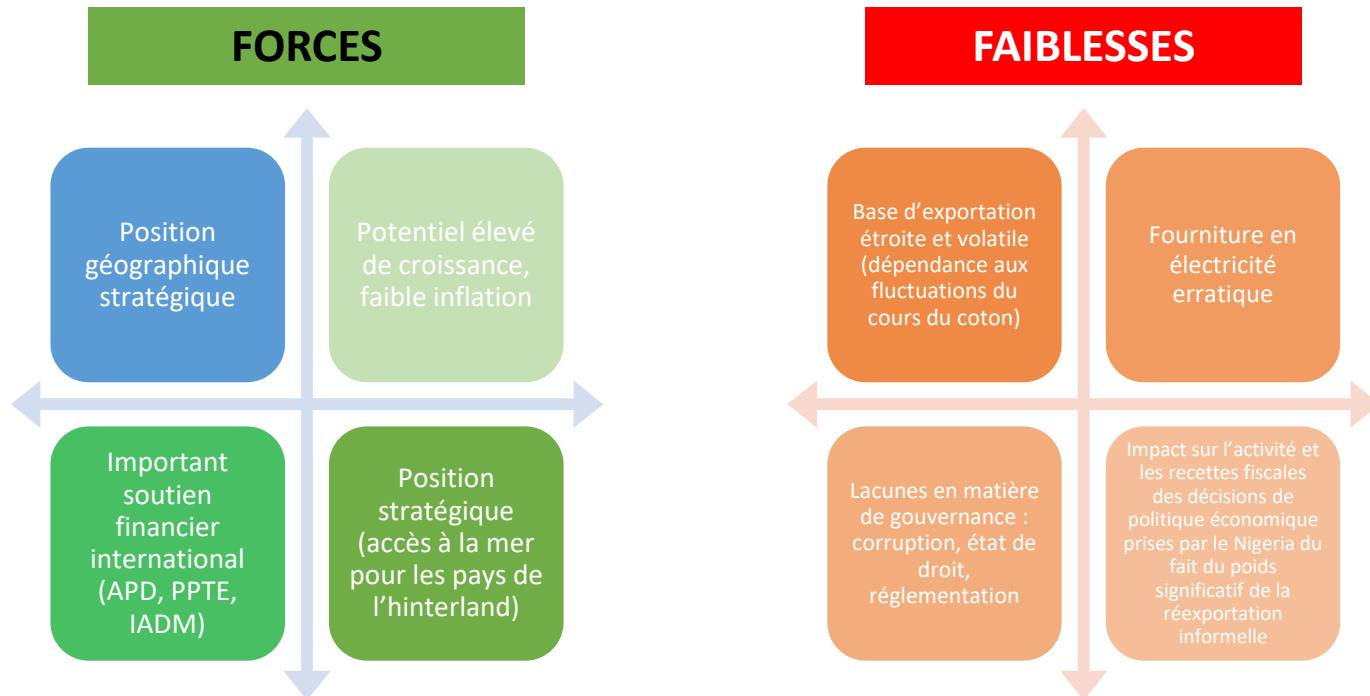 FORCES
Position
géographique
stratégique
Potentiel élevé
de croissance,
faible inflation
Important
soutien
financier
international
(APD, PPTE,
IADM)
Position
stratégique
(accès à la mer
pour les pays de
l’hinterland)
FAIBLESSES
Base d’exportation
étroite et volatile
(dépendance aux
fluctuations du
cours du coton)
Fourniture en
électricité
erratique
Lacunes en matière
de gouvernance :
corruption, état de
droit,
réglementation
Impact sur l’activité et
les recettes fiscales
des décisions de
politique économique
prises par le Nigeria du
fait du poids
significatif de la
réexportation
informelle